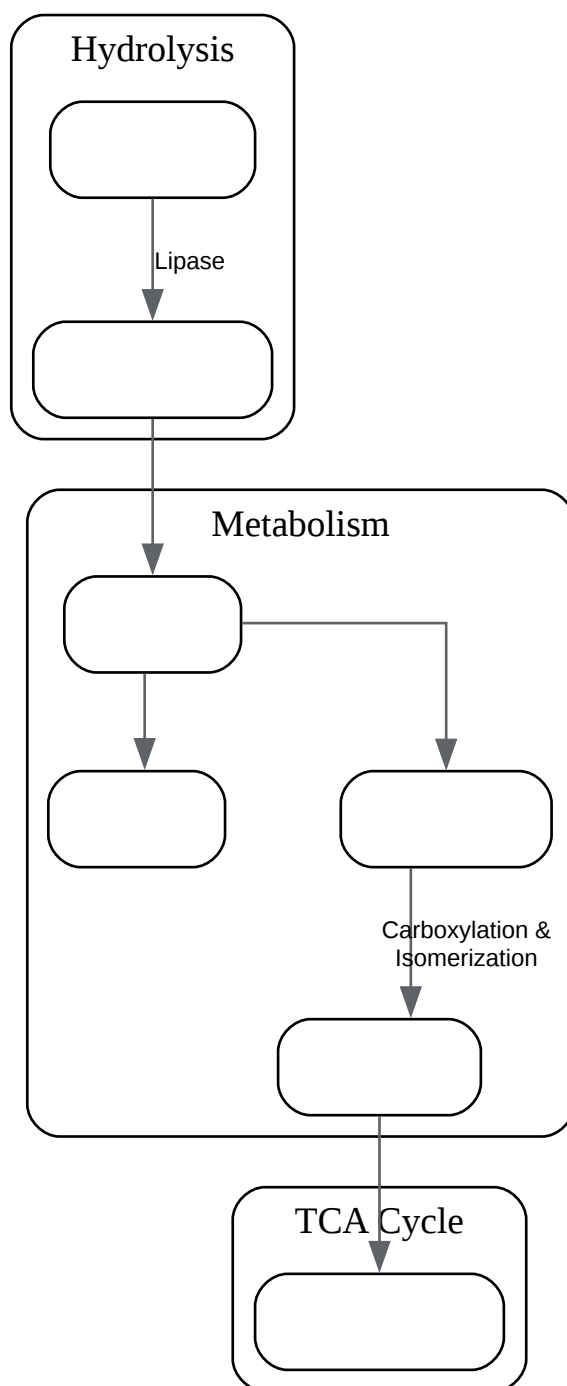 Hydrolysis
Lipase
Metabolism
Carboxylation &
Isomerization
TCA Cycle